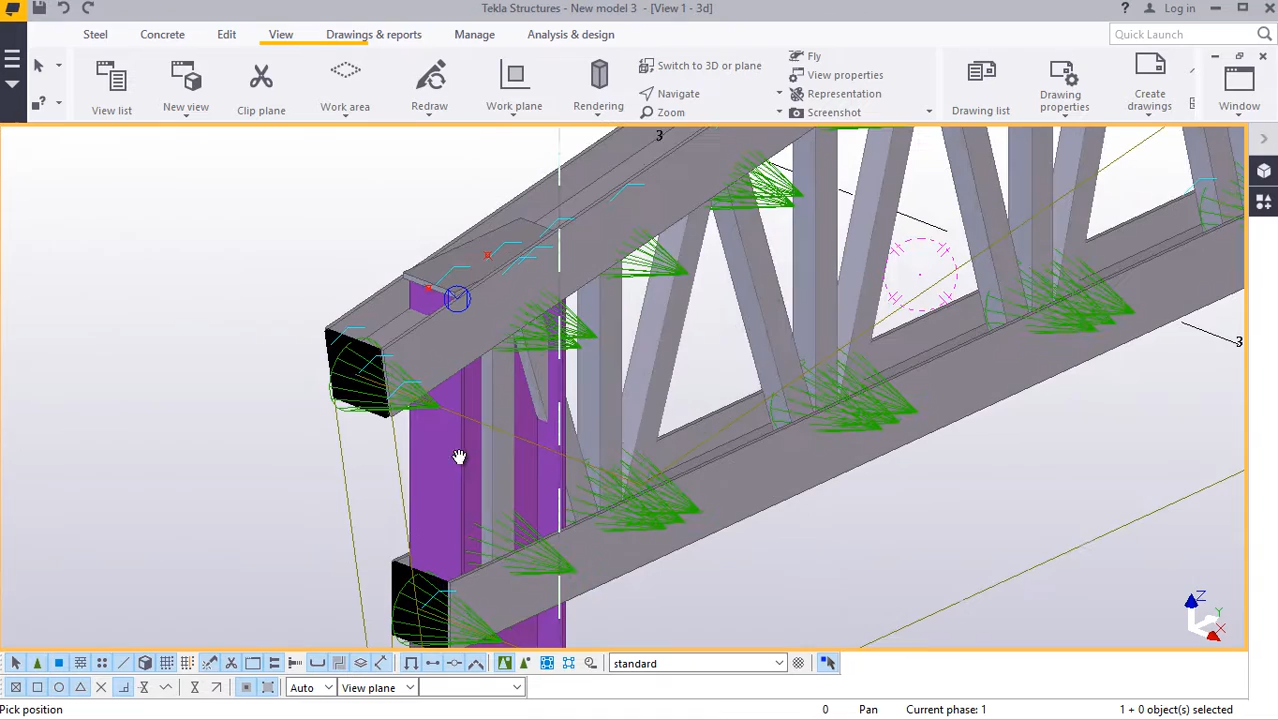 Tekla Structures - New model 3 - [View 1 - 3d]
? Log in
Steel Concrete Edit View Drawings & reports Manage Analysis & design Quick Launch
View list
New view
Clip plane
Work area
Redraw
Work plane
Rendering
Switch to 3D or plane
Navigate
Zoom
Fly
View properties
Representation
Screenshot
Drawing list
Drawing properties
Create drawings
Window
3
3
Z
Y
X
standard
Auto View plane
Pick position 0 Pan Current phase: 1 1 + 0 object(s) selected